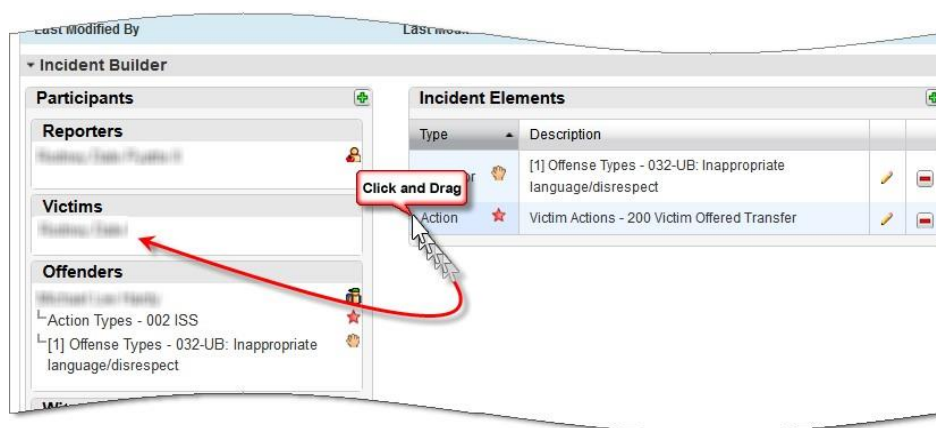 Last Modified By
Incident Builder
Participants
Reporters
Victims
Offenders
Action Types - 002 ISS
[1] Offense Types - 032-UB: Inappropriate
language/disrespect
Incident Elements
Type Description
[1] Offense Types - 032-UB: Inappropriate
language/disrespect
Click and Drag
Action Victim Actions - 200 Victim Offered Transfer